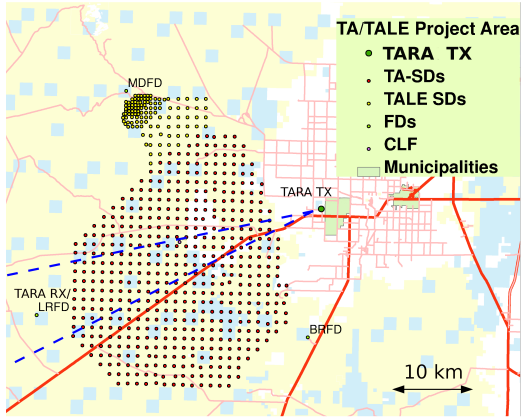 TA/TALE Project Area
TARA TX
TA-SDs
TALE SDs
FDs
CLF
Municipalities
MDFD
TARA TX
TARA RX/
LRFD
BRFD
10 km